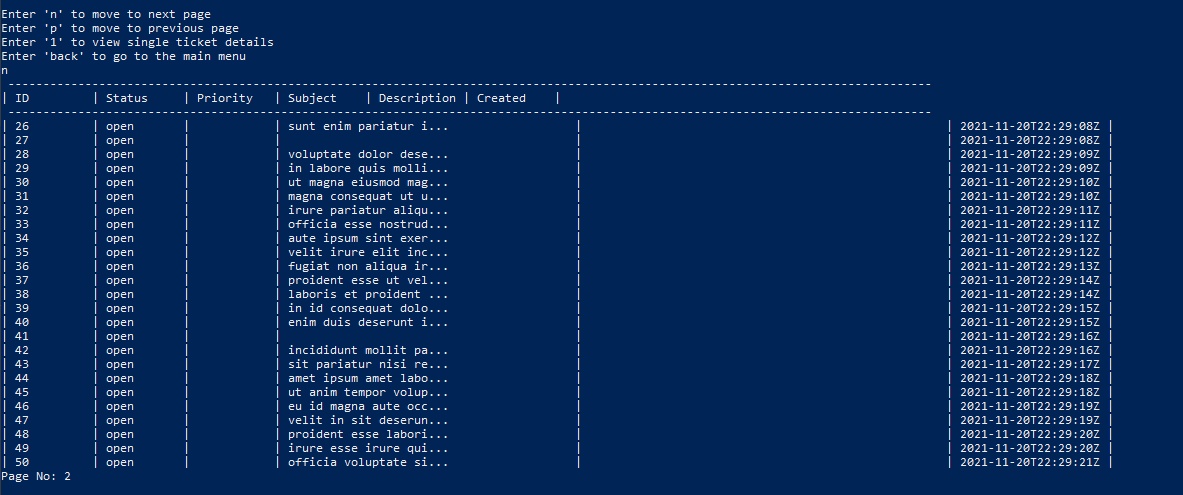 Enter 'n' to move to next page
Enter 'p' to move to previous page
Enter '1' to view single ticket details
Enter 'back' to go to the main menu
n
| ID | Status | Priority | Subject | Description | Created |
| 26 | open | | sunt enim pariatur i... | | 2021-11-20T22:29:08Z |
| 27 | open | | | | 2021-11-20T22:29:08Z |
| 28 | open | | voluptate dolor dese... | | 2021-11-20T22:29:09Z |
| 29 | open | | in labore quis molli... | | 2021-11-20T22:29:09Z |
| 30 | open | | ut magna eiusmod mag... | | 2021-11-20T22:29:10Z |
| 31 | open | | magna consequat ut u... | | 2021-11-20T22:29:10Z |
| 32 | open | | irure pariatur aliqu... | | 2021-11-20T22:29:11Z |
| 33 | open | | officia esse nostrud... | | 2021-11-20T22:29:11Z |
| 34 | open | | aute ipsum sint exer... | | 2021-11-20T22:29:12Z |
| 35 | open | | velit irure elit inc... | | 2021-11-20T22:29:12Z |
| 36 | open | | fugiat non aliqua ir... | | 2021-11-20T22:29:13Z |
| 37 | open | | proident esse ut vel... | | 2021-11-20T22:29:14Z |
| 38 | open | | laboris et proident ... | | 2021-11-20T22:29:14Z |
| 39 | open | | in id consequat dolo... | | 2021-11-20T22:29:15Z |
| 40 | open | | enim duis deserunt i... | | 2021-11-20T22:29:15Z |
| 41 | open | | | | 2021-11-20T22:29:16Z |
| 42 | open | | incididunt mollit pa... | | 2021-11-20T22:29:16Z |
| 43 | open | | sit pariatur nisi re... | | 2021-11-20T22:29:17Z |
| 44 | open | | amet ipsum amet labo... | | 2021-11-20T22:29:18Z |
| 45 | open | | ut anim tempor volup... | | 2021-11-20T22:29:18Z |
| 46 | open | | eu id magna aute occ... | | 2021-11-20T22:29:19Z |
| 47 | open | | velit in sit deserun... | | 2021-11-20T22:29:19Z |
| 48 | open | | proident esse labori... | | 2021-11-20T22:29:20Z |
| 49 | open | | irure esse irure qui... | | 2021-11-20T22:29:20Z |
| 50 | open | | officia voluptate si... | | 2021-11-20T22:29:21Z |
Page No: 2